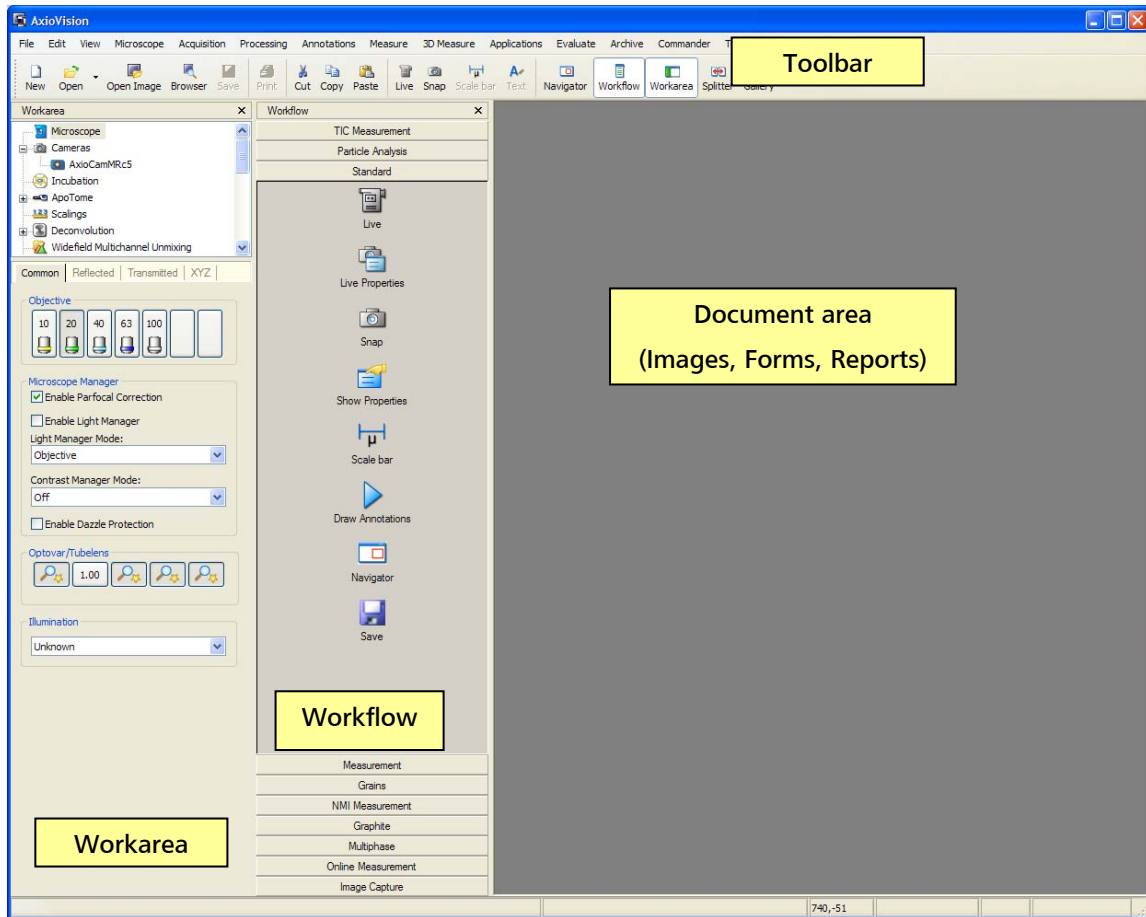 AxioVision
File Edit View Microscope Acquisition Processing Annotations Measure 3D Measure Applications Evaluate Archive Commander
Toolbar
New Open Open Image Browser Save Print Cut Copy Paste Live Snap Scale bar Text Navigator Workflow Workarea Splitter Gallery
Workarea
Microscope
Cameras
AxioCamMRc5
Incubation
ApoTome
123 Scalings
Deconvolution
Widefield Multichannel Unmixing
Common Reflected Transmitted XYZ
Objective
10 20 40 63 100
Microscope Manager
Enable Parfocal Correction
Enable Light Manager
Light Manager Mode:
Objective
Contrast Manager Mode:
Off
Enable Dazzle Protection
Optovar/Tubelens
1.00
Illumination
Unknown
Workarea
Workflow
TIC Measurement
Particle Analysis
Standard
Live
Live Properties
Snap
Show Properties
µ
Scale bar
Draw Annotations
Navigator
Save
Workflow
Measurement
Grains
NMI Measurement
Graphite
Multiphase
Online Measurement
Image Capture
Document area
(Images, Forms, Reports)
740,-51